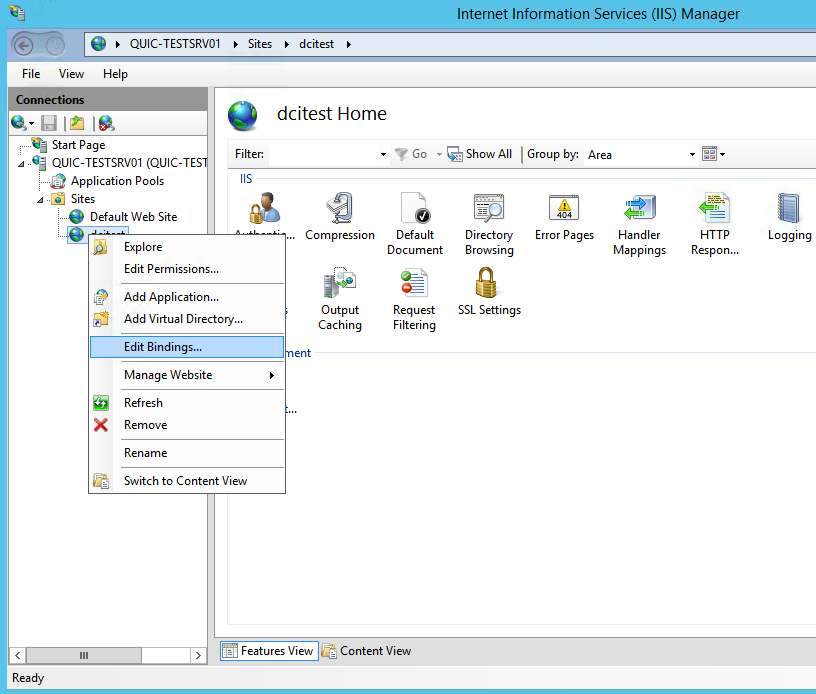 Internet Information Services (IIS) Manager
QUIC-TESTSRV01 Sites dcitest
File View Help
Connections
Start Page
QUIC-TESTSRV01 (QUIC-TEST
Application Pools
Sites
Default Web Site
dcitest
Explore
Edit Permissions...
Add Application...
Add Virtual Directory...
Edit Bindings...
Manage Website
Refresh
Remove
Rename
Switch to Content View
dcitest Home
Filter: Go Show All Group by: Area
IIS
Compression
Default
Document
Directory
Browsing
Error Pages
404
Handler
Mappings
HTTP
Respon...
Logging
Output
Caching
Request
Filtering
SSL Settings
Features View Content View
Ready